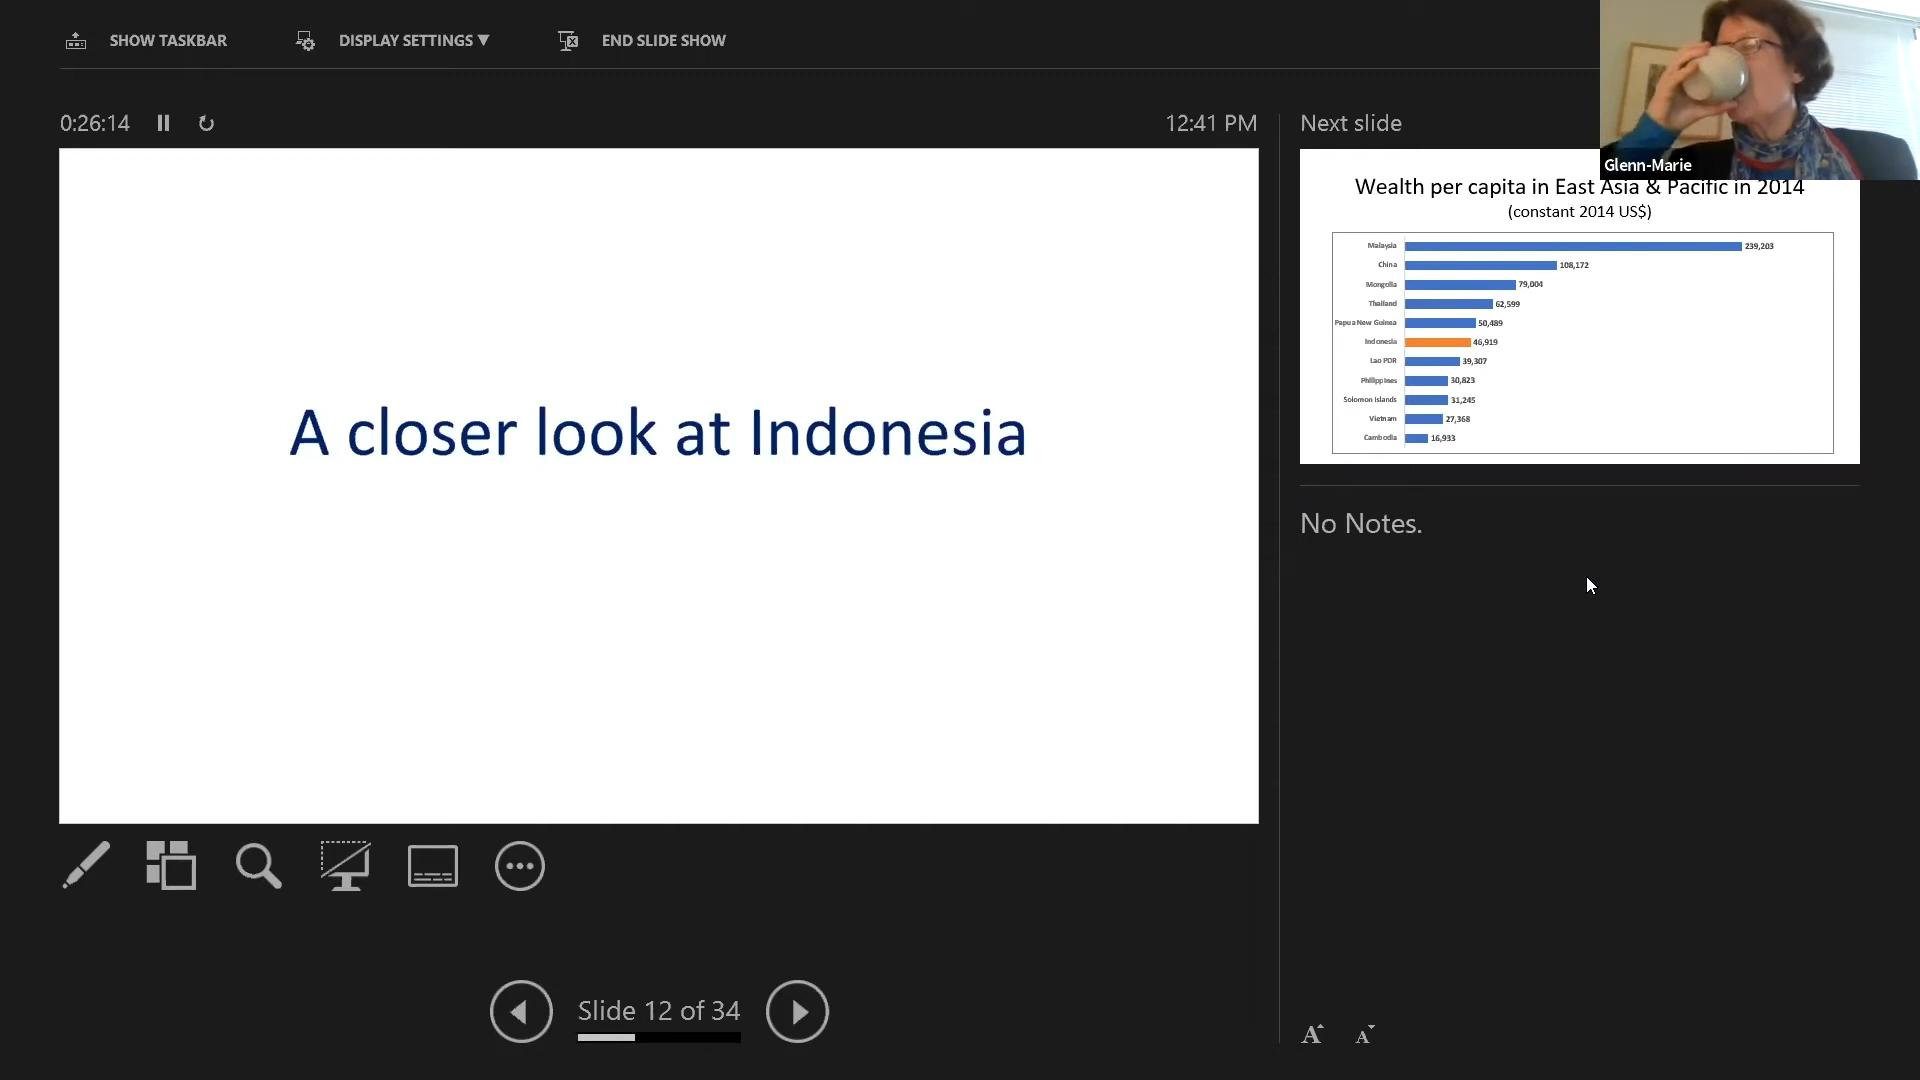 SHOW TASKBAR
DISPLAY SETTINGS ▼
END SLIDE SHOW
Glenn-Marie
0:26:14
12:41 PM
Next slide
A closer look at Indonesia
Wealth per capita in East Asia & Pacific in 2014
(constant 2014 US$)
Malaysia 239,203
China 108,172
Mongolia 79,004
Thailand 62,599
Papua New Guinea 50,489
Indonesia 46,919
Lao PDR 39,307
Philippines 30,823
Solomon Islands 31,245
Vietnam 27,368
Cambodia 16,933
No Notes.
Slide 12 of 34
A A